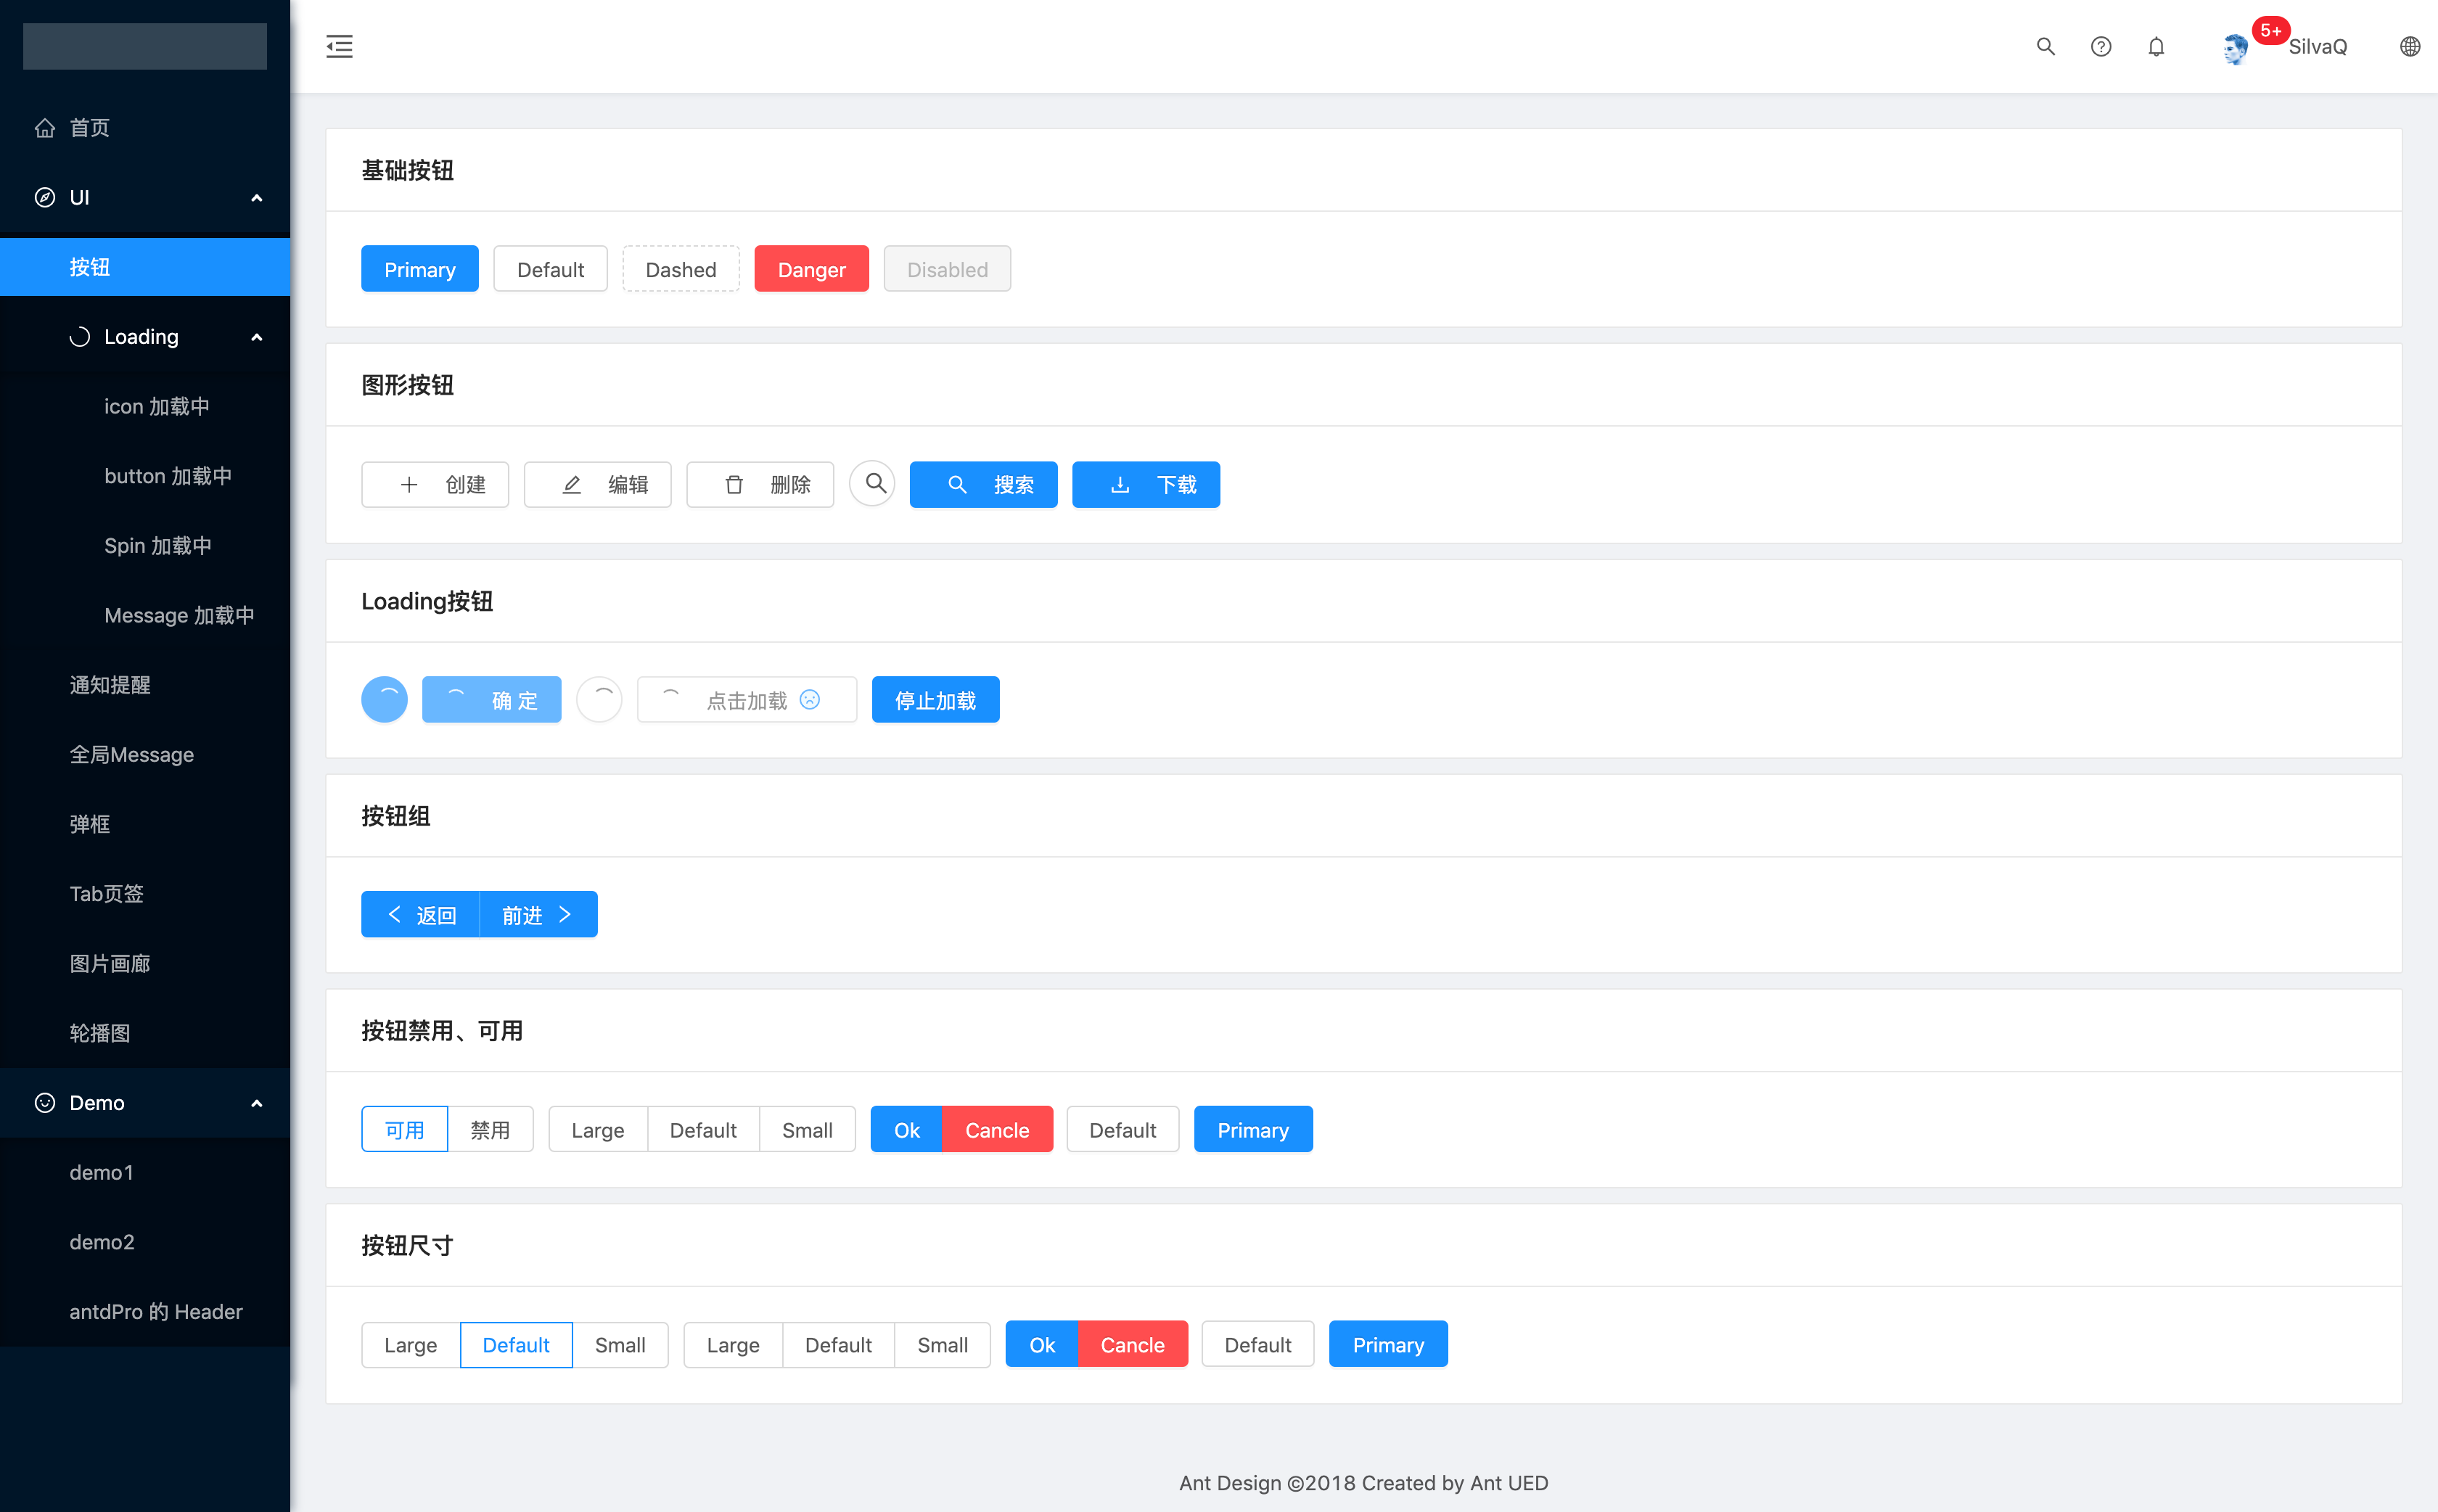 5+
SilvaQ
首页
UI
按钮
Loading
icon 加载中
button 加载中
Spin 加载中
Message 加载中
通知提醒
全局Message
弹框
Tab页签
图片画廊
轮播图
Demo
demo1
demo2
antdPro 的 Header
基础按钮
Primary Default Dashed Danger Disabled
图形按钮
创建 编辑 删除 搜索 下载
Loading按钮
确 定 点击加载 停止加载
按钮组
返回 前进
按钮禁用、可用
可用 禁用 Large Default Small Ok Cancle Default Primary
按钮尺寸
Large Default Small Large Default Small Ok Cancle Default Primary
Ant Design ©2018 Created by Ant UED